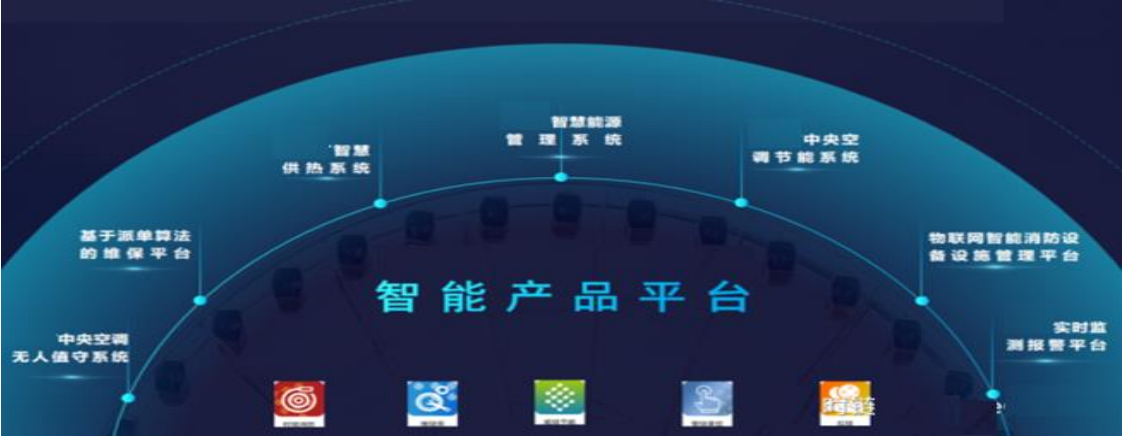 智慧能源
管理系统
智慧
供热系统
中央空
调节能系统
基于派单算法
的维保平台
物联网智能消防设
备设施管理平台
智能产品平台
中央空调
无人值守系统
实时监
测报警平台